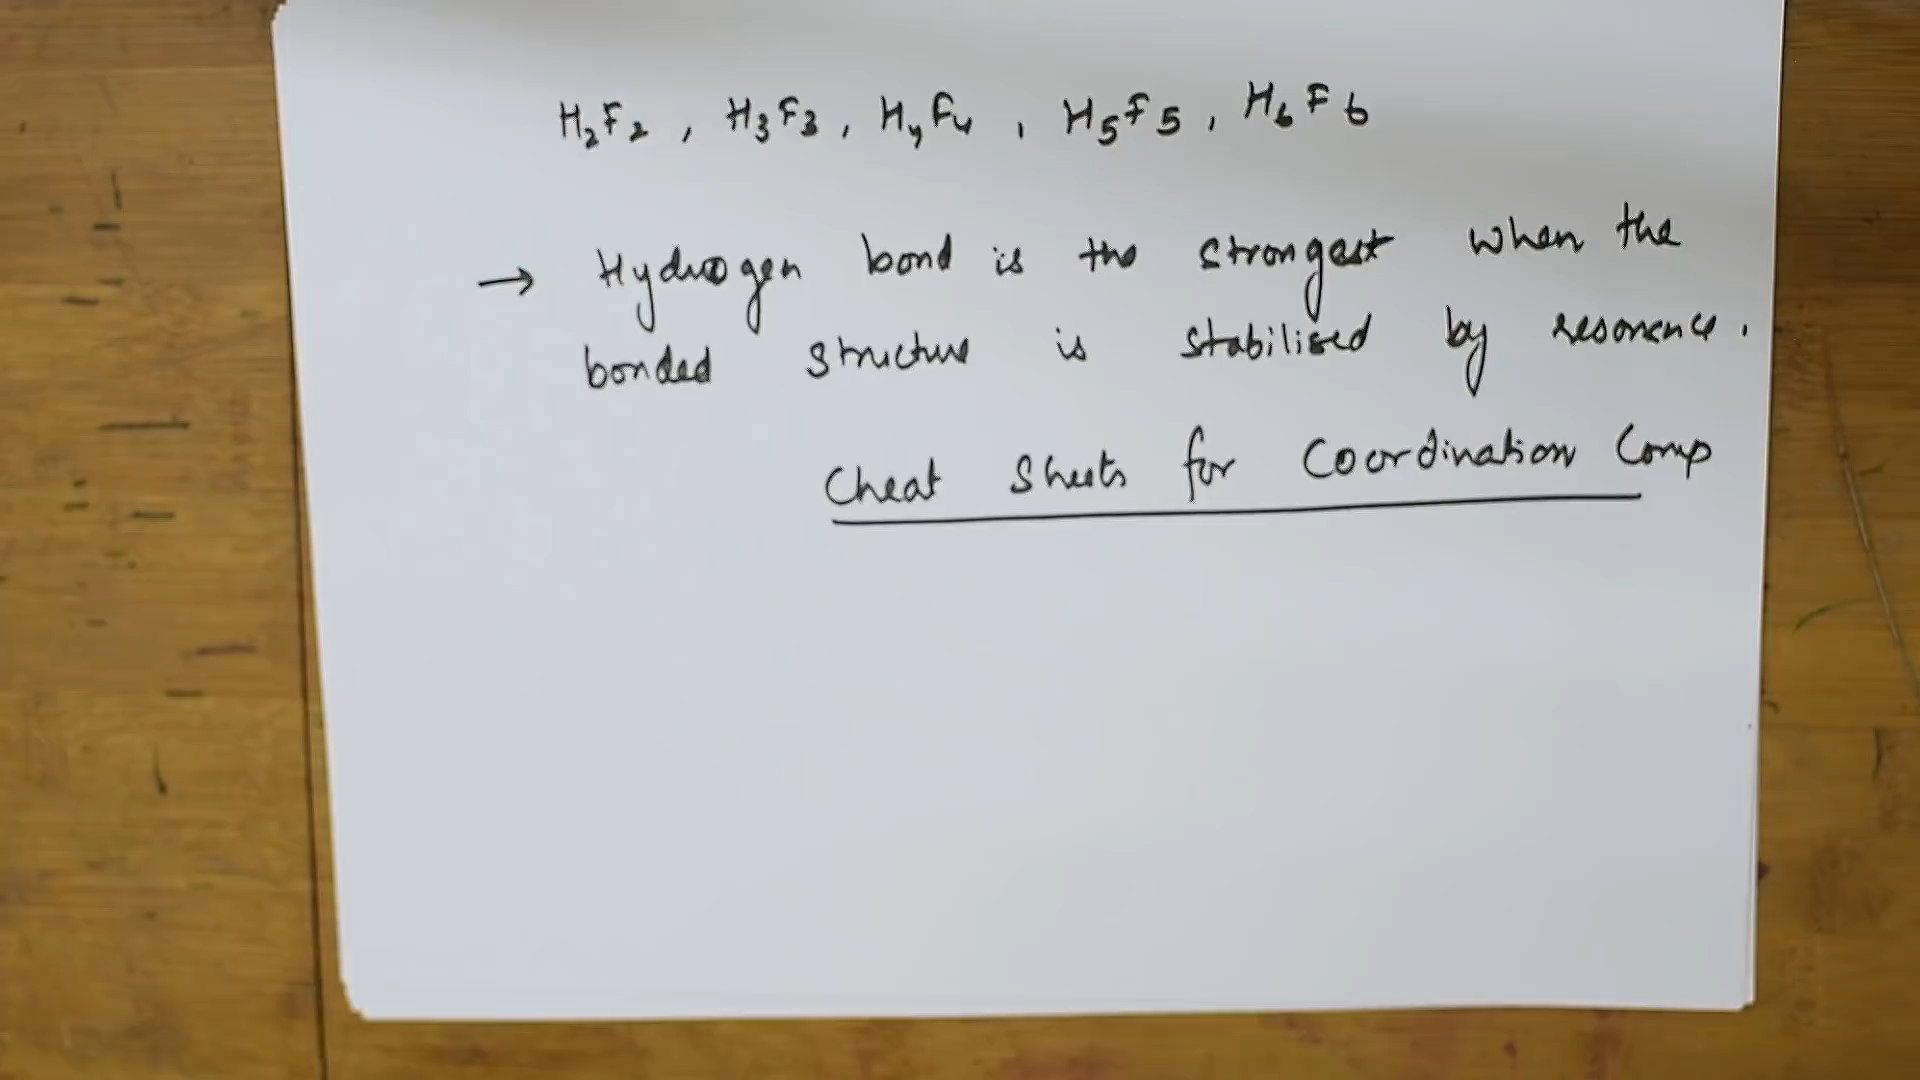 H₂F₂, H₃F₃, H₄F₄, H₅F₅, H₆F₆
→ Hydrogen bond is the strongest when the
bonded structure is stabilised by resonance.
Cheat Sheets for Coordination Comp